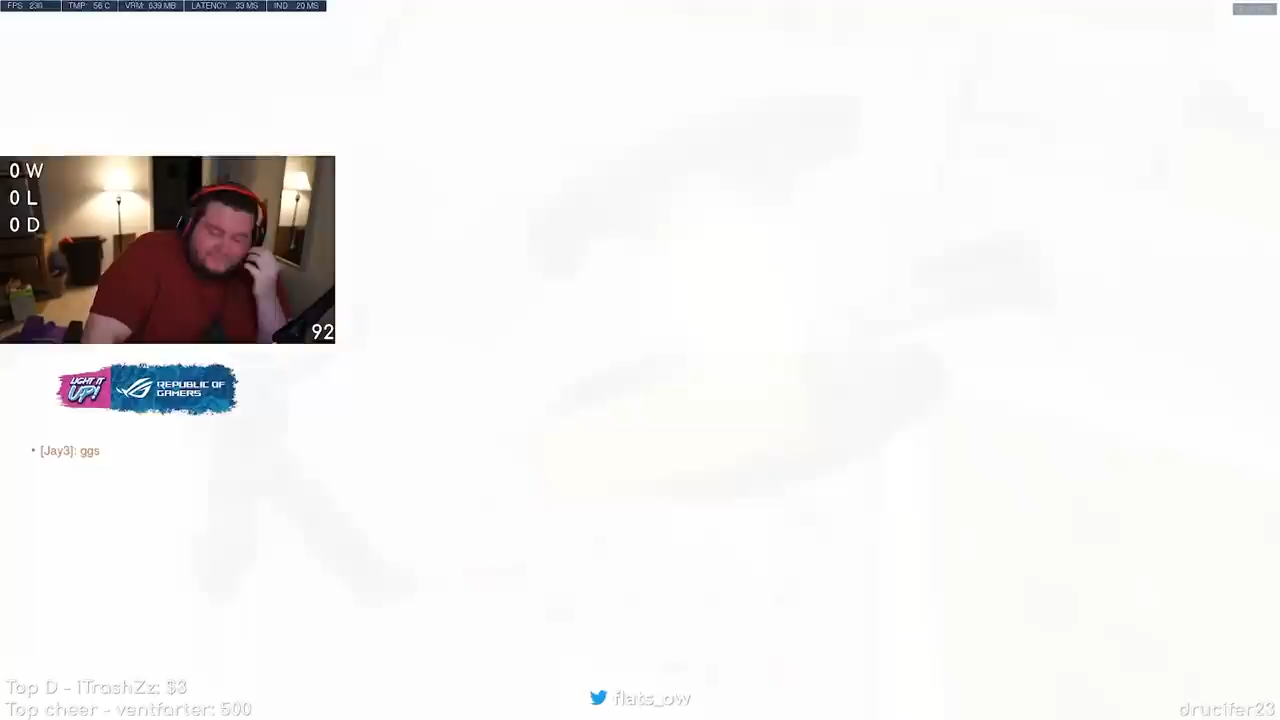 FPS 230 TMP: 56 C VRM: 639 MB LATENCY 33 MS IND 20 MS
0 W
0 L
0 D
92
LIGHT IT UP! REPUBLIC OF GAMERS
• [Jay3]: ggs
Top D - iTrashZz: $3
Top cheer - ventfarter: 500
flats_ow
drucifer23